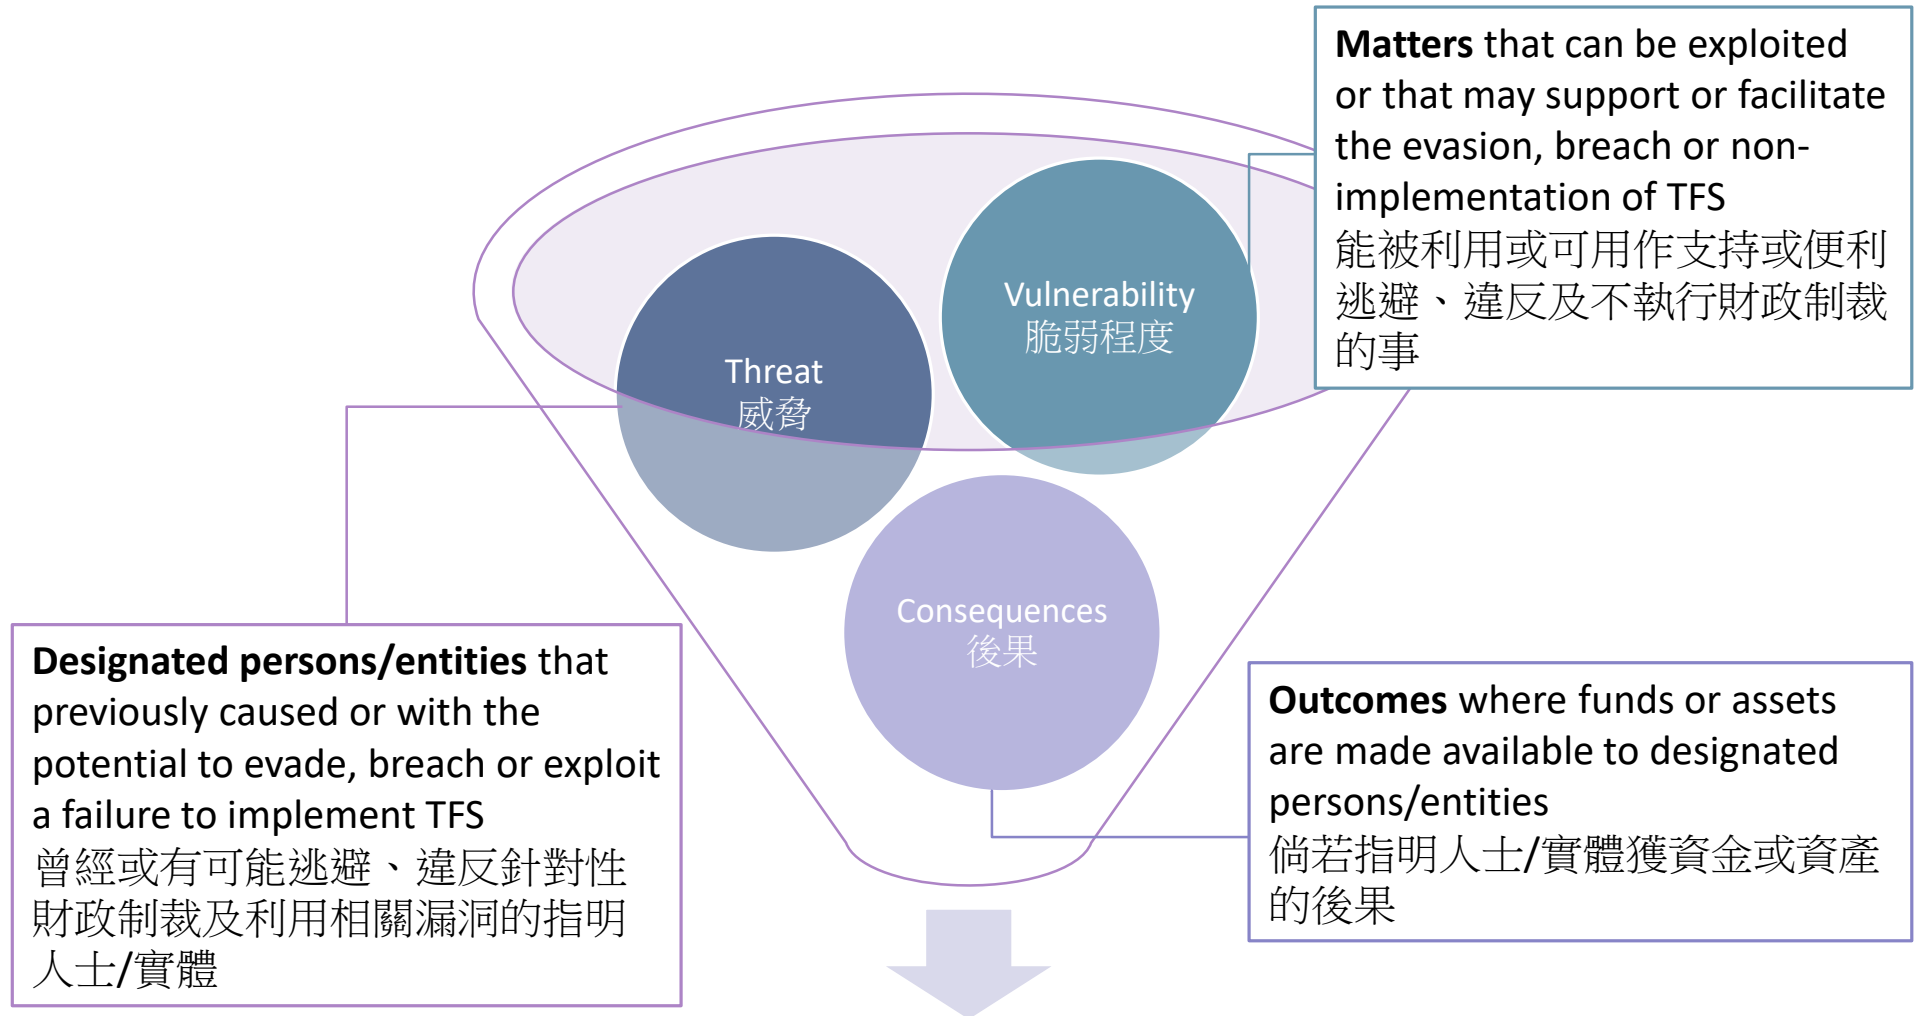 Matters that can be exploited
or that may support or facilitate
the evasion, breach or non-
implementation of TFS
能被利用或可用作支持或便利
逃避、違反及不執行財政制裁
的事
Vulnerability
脆弱程度
Threat
威脅
Consequences
後果
Designated persons/entities that
previously caused or with the
potential to evade, breach or exploit
a failure to implement TFS
曾經或有可能逃避、違反針對性
財政制裁及利用相關漏洞的指明
人士/實體
Outcomes where funds or assets
are made available to designated
persons/entities
倘若指明人士/實體獲資金或資產
的後果